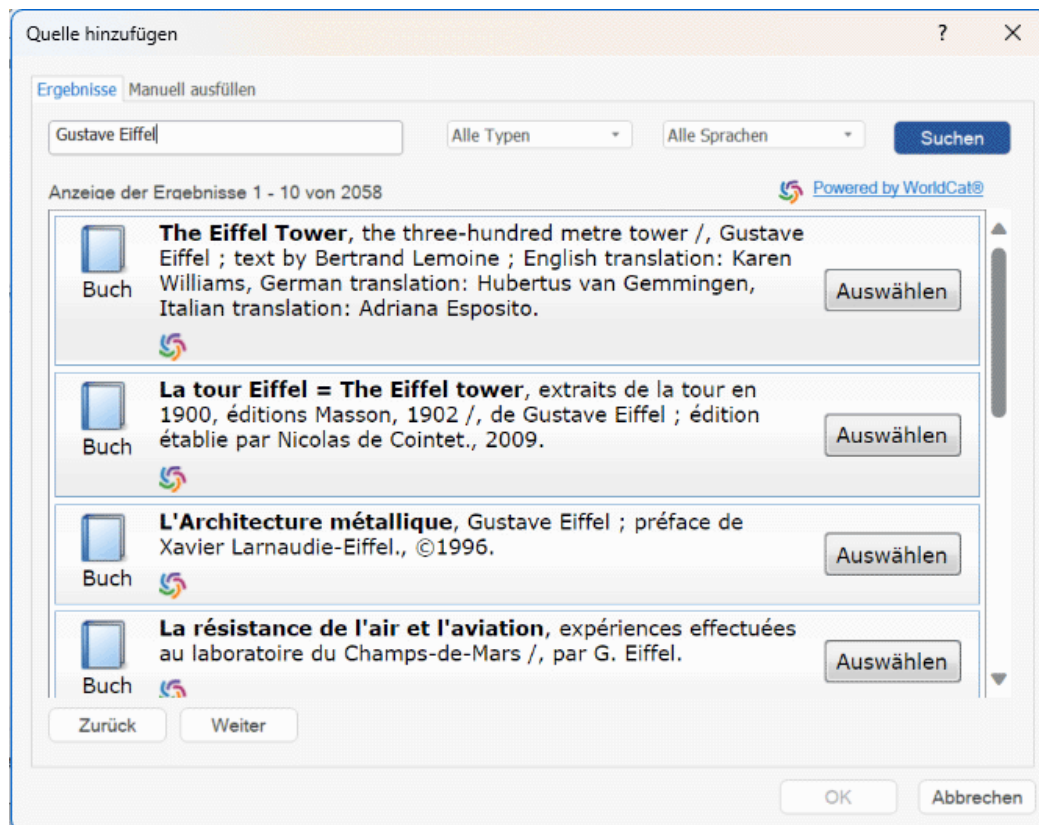 Quelle hinzufügen
?
Ergebnisse Manuell ausfüllen
Gustave Eiffel
Alle Typen
Alle Sprachen
Suchen
Anzeige der Ergebnisse 1 - 10 von 2058
Powered by WorldCat®
Buch
The Eiffel Tower, the three-hundred metre tower /, Gustave
Eiffel ; text by Bertrand Lemoine ; English translation: Karen
Williams, German translation: Hubertus van Gemmingen,
Italian translation: Adriana Esposito.
Auswählen
Buch
La tour Eiffel = The Eiffel tower, extraits de la tour en
1900, éditions Masson, 1902 /, de Gustave Eiffel ; édition
établie par Nicolas de Cointet., 2009.
Auswählen
Buch
L'Architecture métallique, Gustave Eiffel ; préface de
Xavier Larnaudie-Eiffel., ©1996.
Auswählen
Buch
La résistance de l'air et l'aviation, expériences effectuées
au laboratoire du Champs-de-Mars /, par G. Eiffel.
Auswählen
Zurück
Weiter
OK
Abbrechen